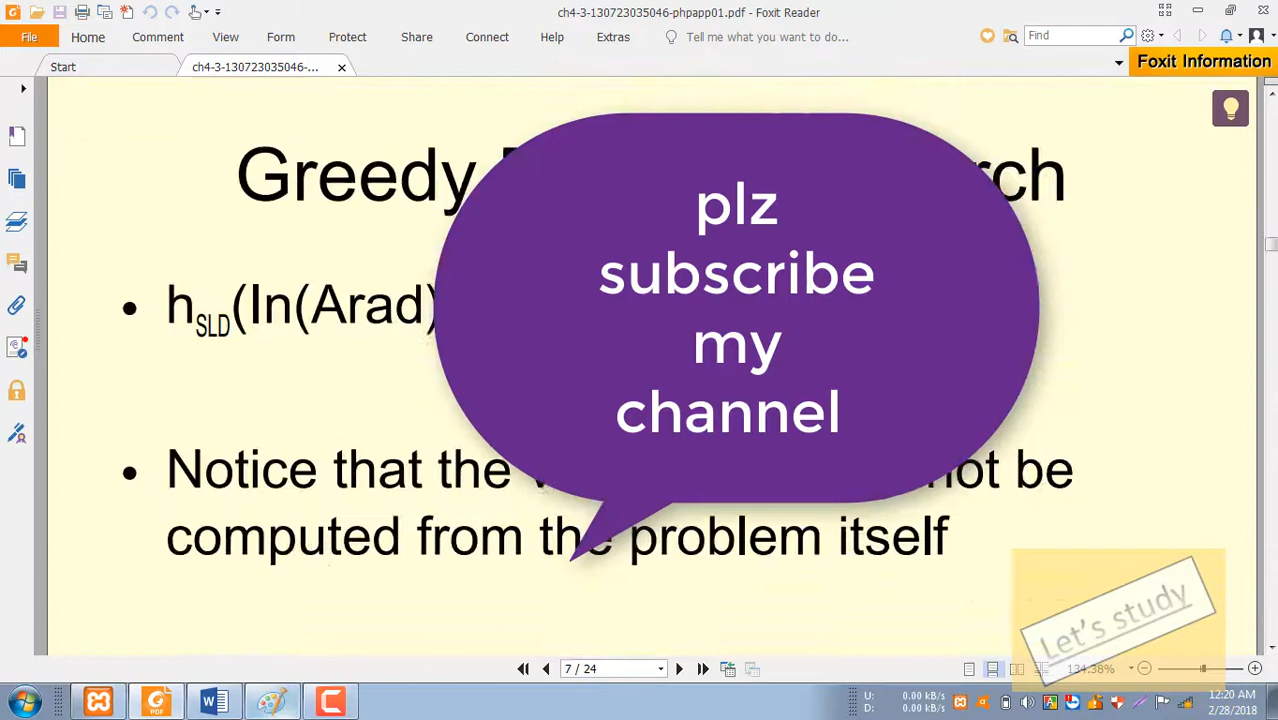 ch4-3-130723035046-phpapp01.pdf - Foxit Reader
File Home Comment View Form Protect Share Connect Help Extras Tell me what you want to do... Find
Start ch4-3-130723035046-... Foxit Information
Greedy rch
plz
subscribe
my
channel
• hSLD(In(Arad)
• Notice that the not be
computed from the problem itself
Let's study
7 / 24 134.38%
PDF U: 0.00 kB/s 12:20 AM
D: 0.00 kB/s 2/28/2018